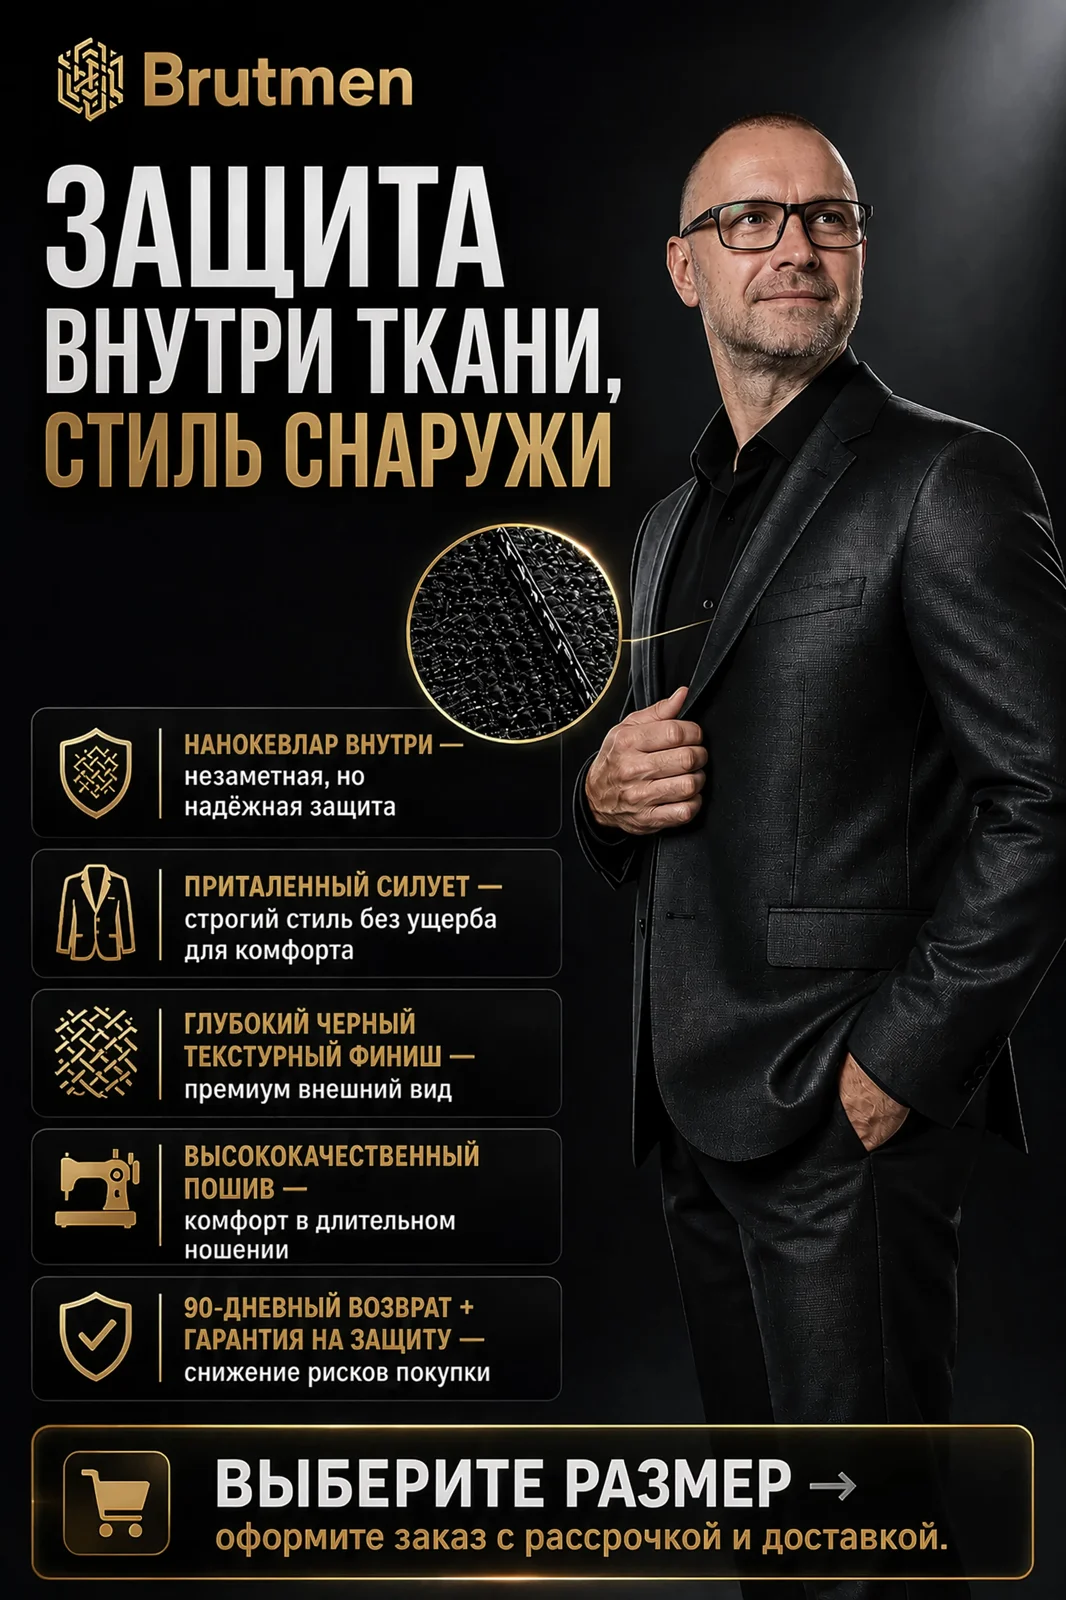 Brutmen
ЗАЩИТА
ВНУТРИ ТКАНИ,
СТИЛЬ СНАРУЖИ
НАНОКЕВЛАР ВНУТРИ —
незаметная, но
надёжная защита
ПРИТАЛЕННЫЙ СИЛУЕТ —
строгий стиль без ущерба
для комфорта
ГЛУБОКИЙ ЧЕРНЫЙ
ТЕКСТУРНЫЙ ФИНИШ —
премиум внешний вид
ВЫСОКОКАЧЕСТВЕННЫЙ
ПОШИВ —
комфорт в длительном
ношении
90-ДНЕВНЫЙ ВОЗВРАТ +
ГАРАНТИЯ НА ЗАЩИТУ —
снижение рисков покупки
ВЫБЕРИТЕ РАЗМЕР →
оформите заказ с рассрочкой и доставкой.